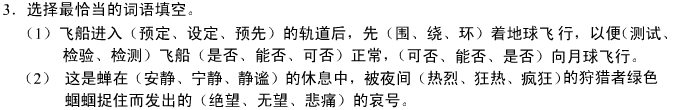 3．选择最恰当的词语填空。
（1）飞船进入（预定、设定、预先）的轨道后，先（围、绕、环）着地球飞行，以便（测试、
检验、检测）飞船（是否、能否、可否）正常，（可否、能否、是否）向月球飞行。
（2） 这是蝉在（安静、宁静、静谧）的休息中，被夜间（热烈、狂热、疯狂）的狩猎者绿色
蝈蝈捉住而发出的（绝望、无望、悲痛）的哀号。